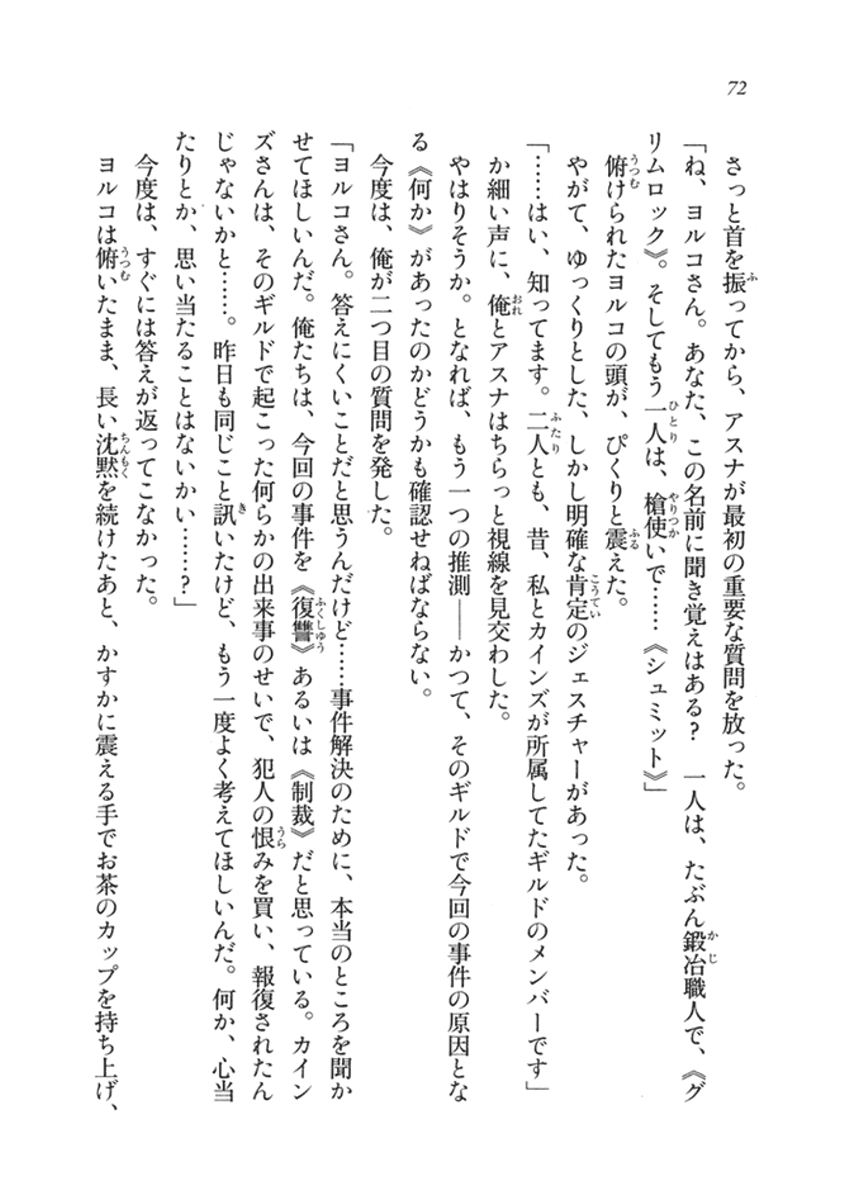 72
さっと首を振ってから、アスナが最初の重要な質問を放った。
「ね、ヨルコさん。あなた、この名前に聞き覚えはある？　一人は、たぶん鍛冶職人で、《グ
リムロック》。そしてもう一人は、槍使いで……《シュミット》」
俯けられたヨルコの頭が、ぴくりと震えた。
やがて、ゆっくりとした、しかし明確な肯定のジェスチャーがあった。
「……はい、知ってます。二人とも、昔、私とカインズが所属してたギルドのメンバーです」
か細い声に、俺とアスナはちらっと視線を見交わした。
やはりそうか。となれば、もう一つの推測――かつて、そのギルドで今回の事件の原因とな
る《何か》があったのかどうかも確認せねばならない。
今度は、俺が二つ目の質問を発した。
「ヨルコさん。答えにくいことだと思うんだけど……事件解決のために、本当のところを聞か
せてほしいんだ。俺たちは、今回の事件を《復讐》あるいは《制裁》だと思っている。カイン
ズさんは、そのギルドで起こった何らかの出来事のせいで、犯人の恨みを買い、報復されたん
じゃないかと……。昨日も同じこと訊いたけど、もう一度よく考えてほしいんだ。何か、心当
たりとか、思い当たることはないかい……？」
今度は、すぐには答えが返ってこなかった。
ヨルコは俯いたまま、長い沈黙を続けたあと、かすかに震える手でお茶のカップを持ち上げ、